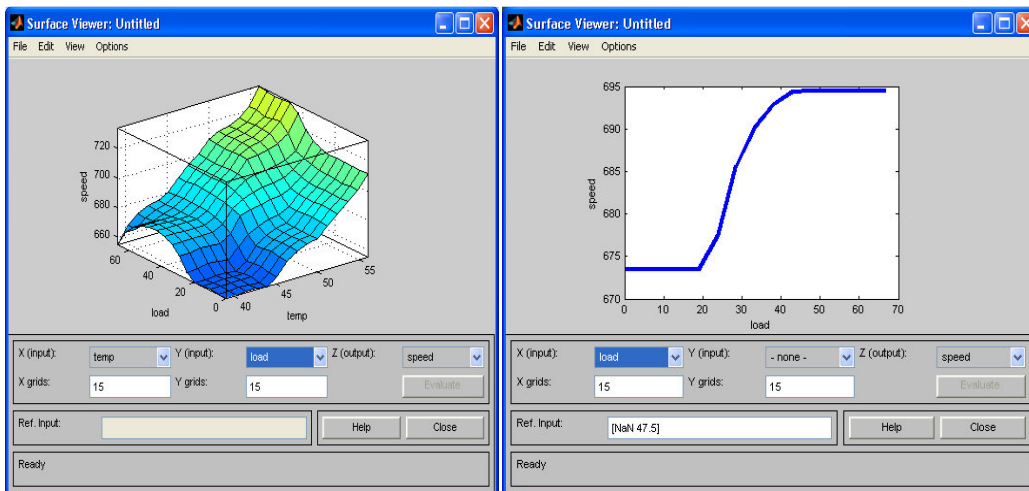 Surface Viewer: Untitled
File Edit View Options
720
700
680
660
speed
60
40
20
0
load
40
45
50
55
temp
X (input): temp Y (input): load Z (output): speed
X grids: 15 Y grids: 15 Evaluate
Ref. Input: Help Close
Ready
Surface Viewer: Untitled
File Edit View Options
695
690
685
680
675
670
speed
0 10 20 30 40 50 60 70
load
X (input): load Y (input): - none - Z (output): speed
X grids: 15 Y grids: 15 Evaluate
Ref. Input: [NaN 47.5] Help Close
Ready